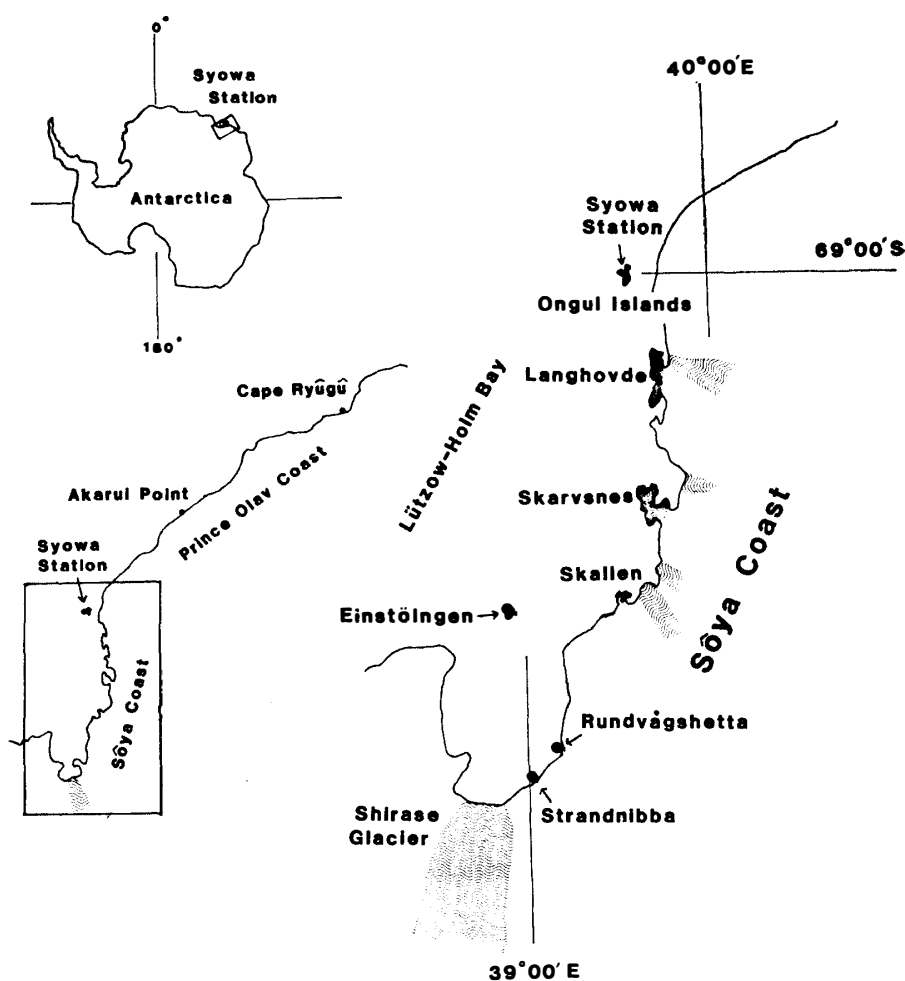 0°
Syowa
Station
Antarctica
180°
40°00'E
Syowa
Station
69°00'S
Ongul Islands
Langhovde
Lützow-Holm Bay
Skarvsnes
Skallen
Sôya Coast
Einstöingen
Rundvågshetta
Strandnibba
Shirase
Glacier
39°00'E
Cape Ryûgû
Prince Olav Coast
Akarui Point
Syowa
Station
Sôya Coast